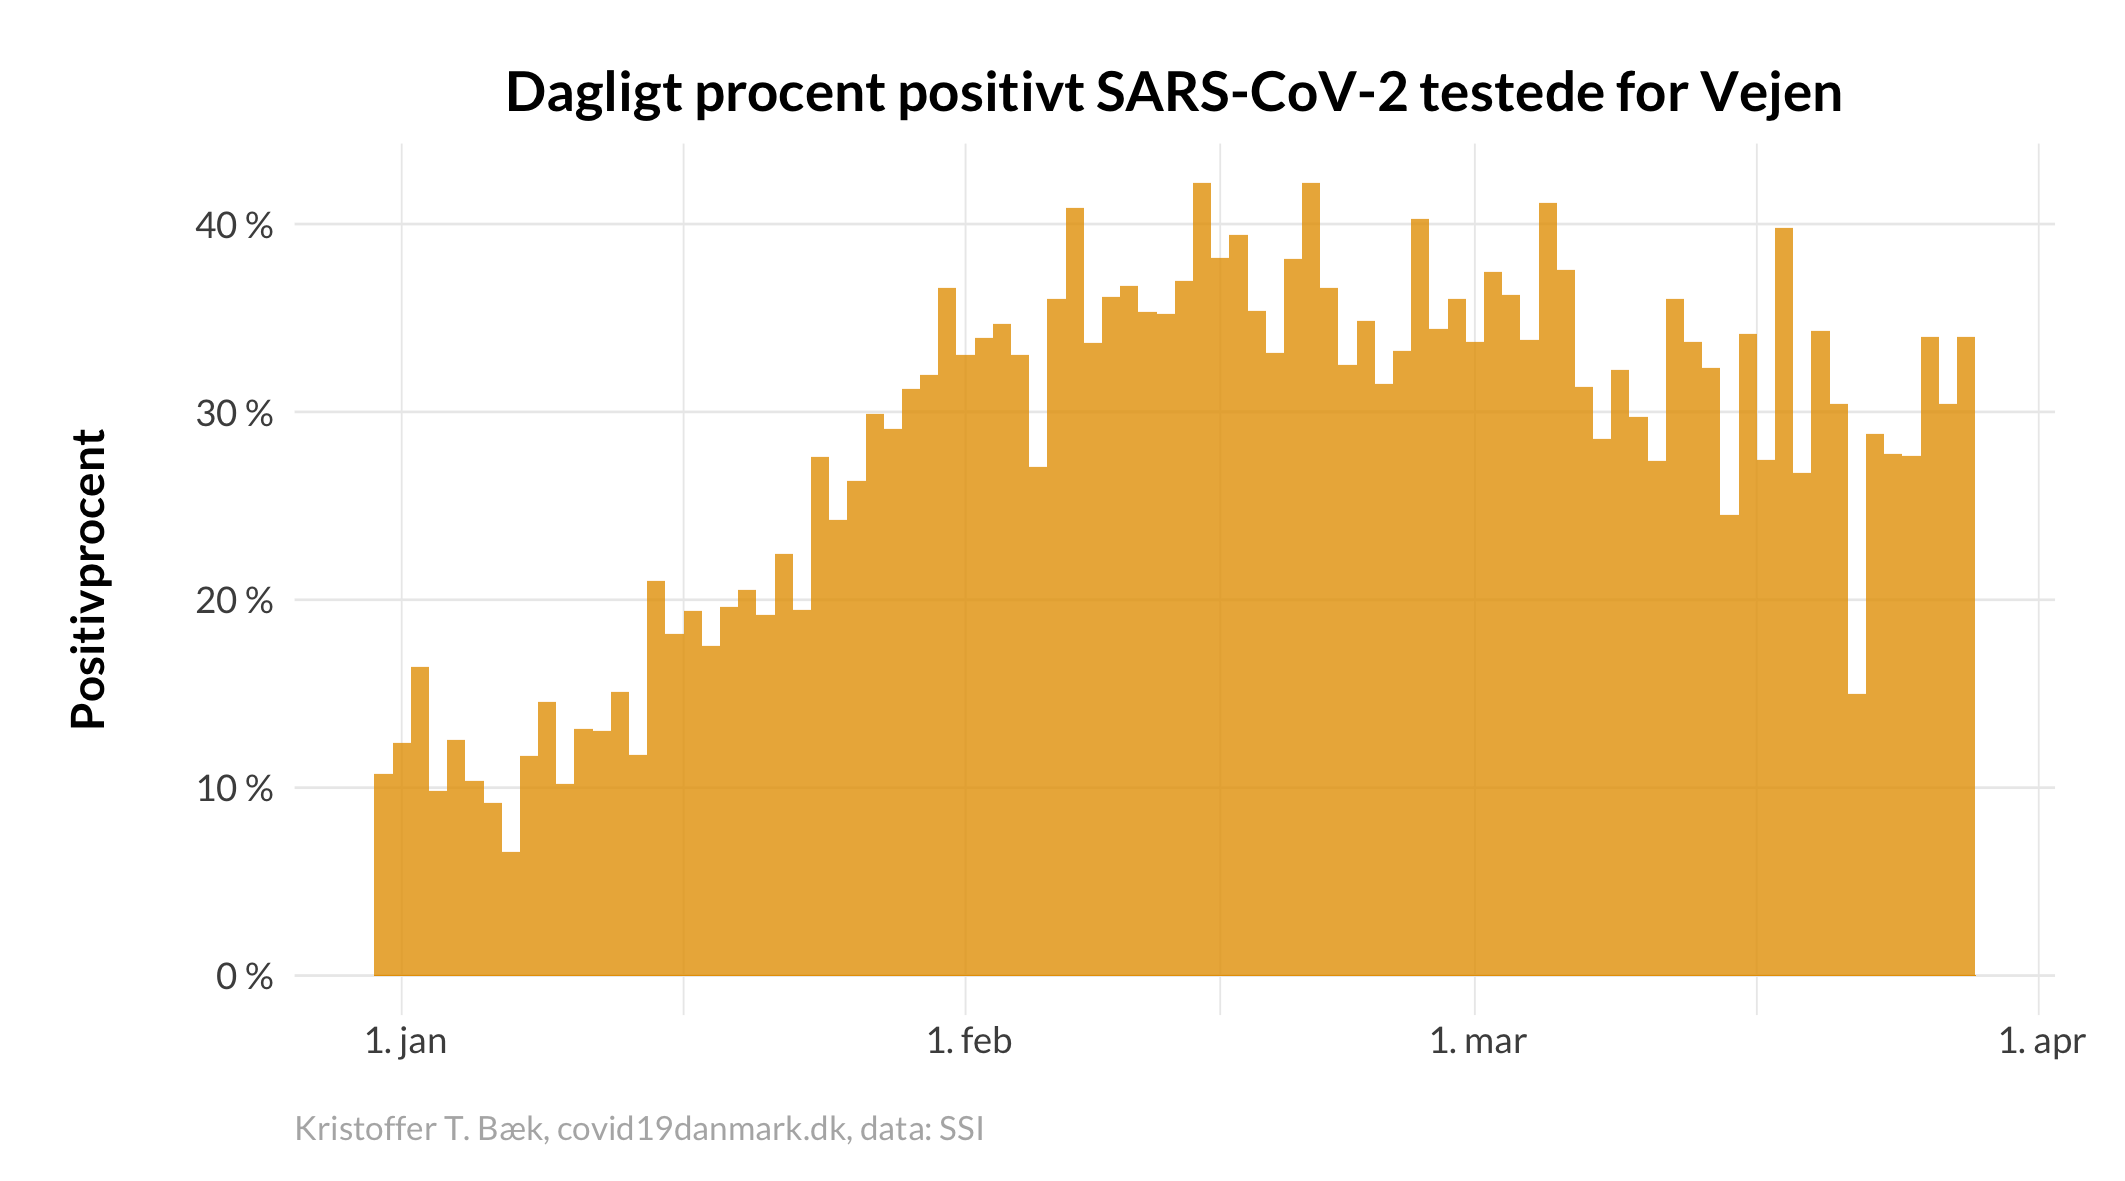 Dagligt procent positivt SARS-CoV-2 testede for Vejen
Positivprocent
40 %
30 %
20 %
10 %
0 %
1. jan
1. feb
1. mar
1. apr
Kristoffer T. Bæk, covid19danmark.dk, data: SSI